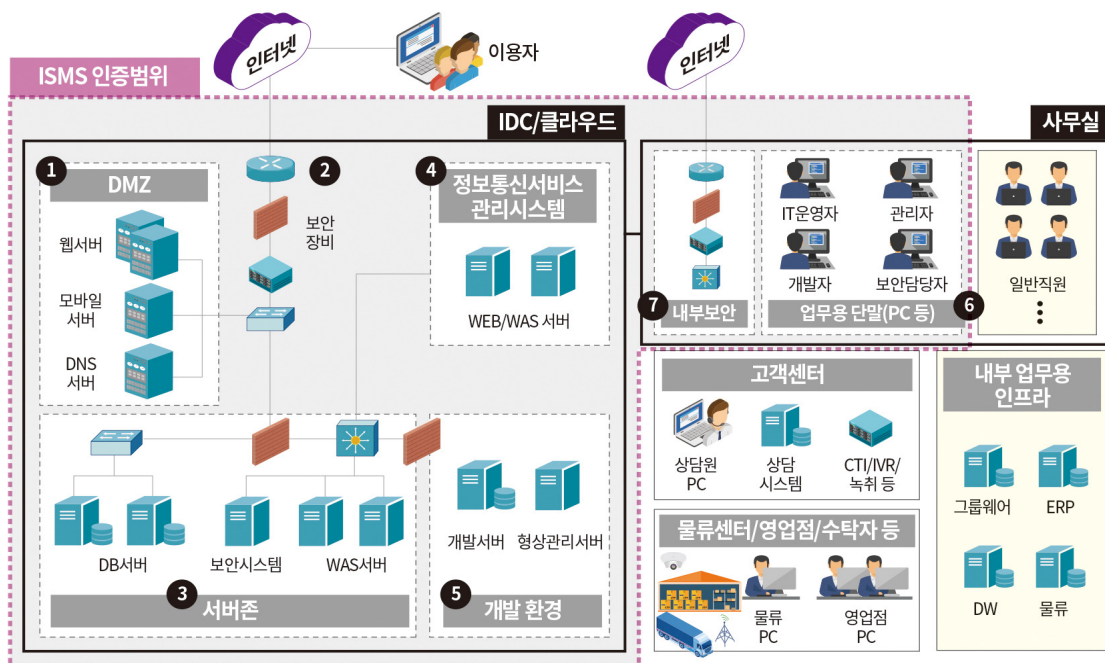 인터넷
이용자
인터넷
ISMS 인증범위
IDC/클라우드
사무실
1
DMZ
웹서버
모바일
서버
DNS
서버
2
보안
장비
4
정보통신서비스
관리시스템
WEB/WAS 서버
7
내부보안
IT운영자
관리자
개발자
보안담당자
업무용 단말(PC 등)
6
일반직원
DB서버
보안시스템
WAS서버
3
서버존
개발서버
형상관리서버
5
개발 환경
고객센터
상담원
PC
상담
시스템
CTI/IVR/
녹취 등
물류센터/영업점/수탁자 등
물류
PC
영업점
PC
내부 업무용
인프라
그룹웨어
ERP
DW
물류